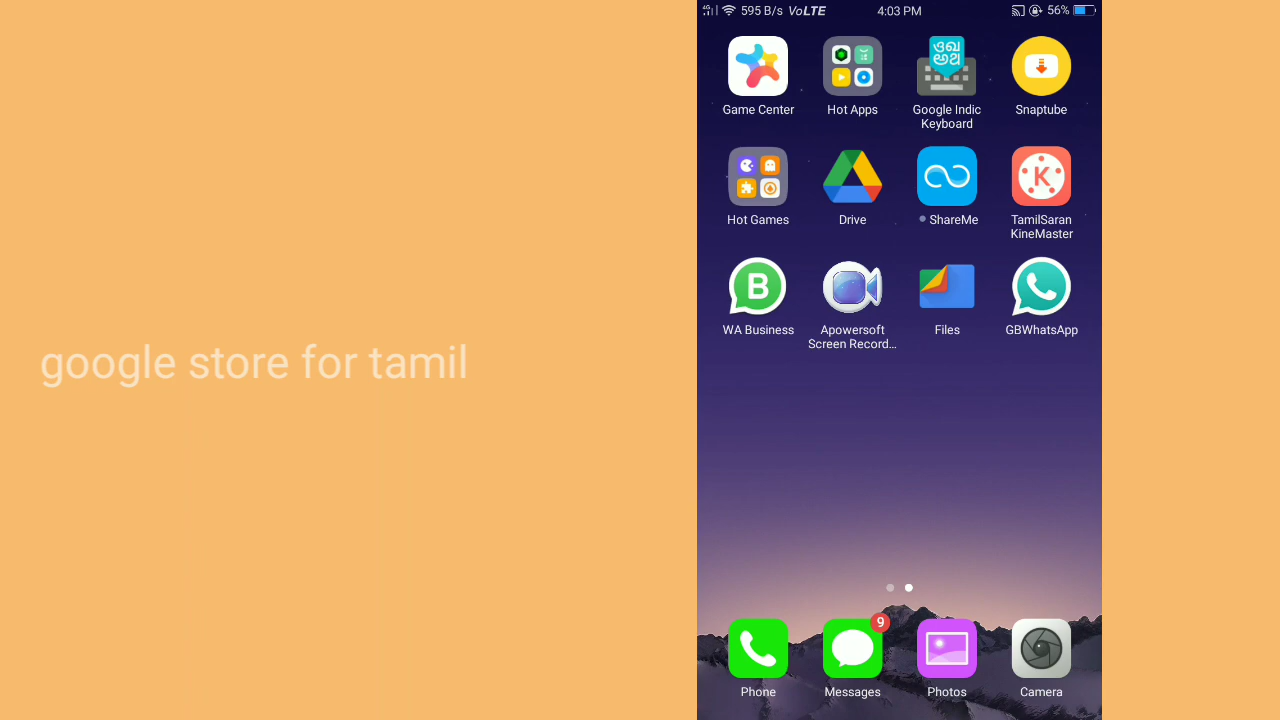 595 B/s VoLTE 4:03 PM 56%
Game Center Hot Apps Google Indic Keyboard Snaptube
Hot Games Drive ShareMe TamilSaran KineMaster
WA Business Apowersoft Screen Record... Files GBWhatsApp
google store for tamil
9
Phone Messages Photos Camera